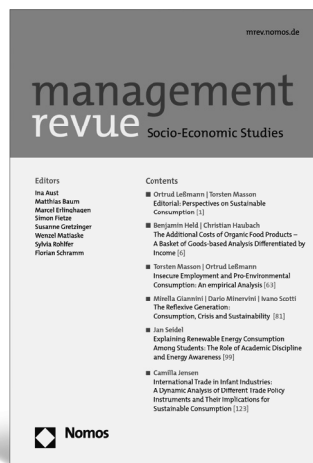 mrev.nomos.de
management
revue Socio-Economic Studies
Editors
Ina Aust
Matthias Baum
Marcel Erlinghagen
Simon Fietze
Susanne Gretzinger
Wenzel Matiaske
Sylvia Rohlfer
Florian Schramm
Contents
■ Ortrud Leßmann | Torsten Masson
Editorial: Perspectives on Sustainable
Consumption [1]
■ Benjamin Held | Christian Haubach
The Additional Costs of Organic Food Products –
A Basket of Goods-based Analysis Differentiated by
Income [6]
■ Torsten Masson | Ortrud Leßmann
Insecure Employment and Pro-Environmental
Consumption: An empirical Analysis [63]
■ Mirella Giannini | Dario Minervini | Ivano Scotti
The Reflexive Generation:
Consumption, Crisis and Sustainability [81]
■ Jan Seidel
Explaining Renewable Energy Consumption
Among Students: The Role of Academic Discipline
and Energy Awareness [99]
■ Camilla Jensen
International Trade in Infant Industries:
A Dynamic Analysis of Different Trade Policy
Instruments and Their Implications for
Sustainable Consumption [123]
Nomos